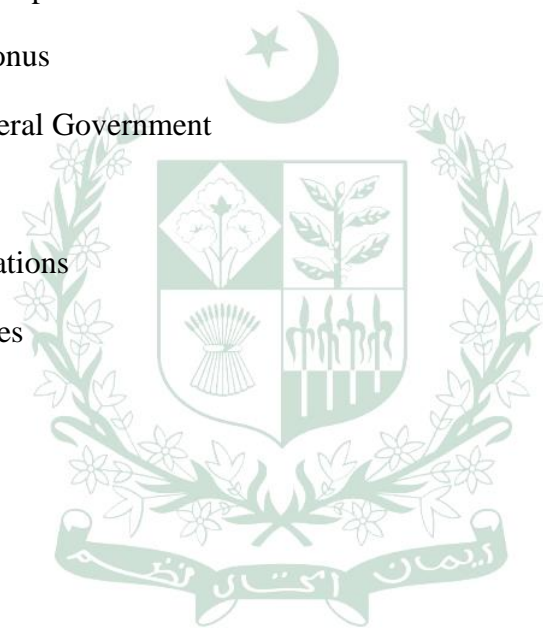 onus
eral Government
ations
es
ایمان اتحاد نظم